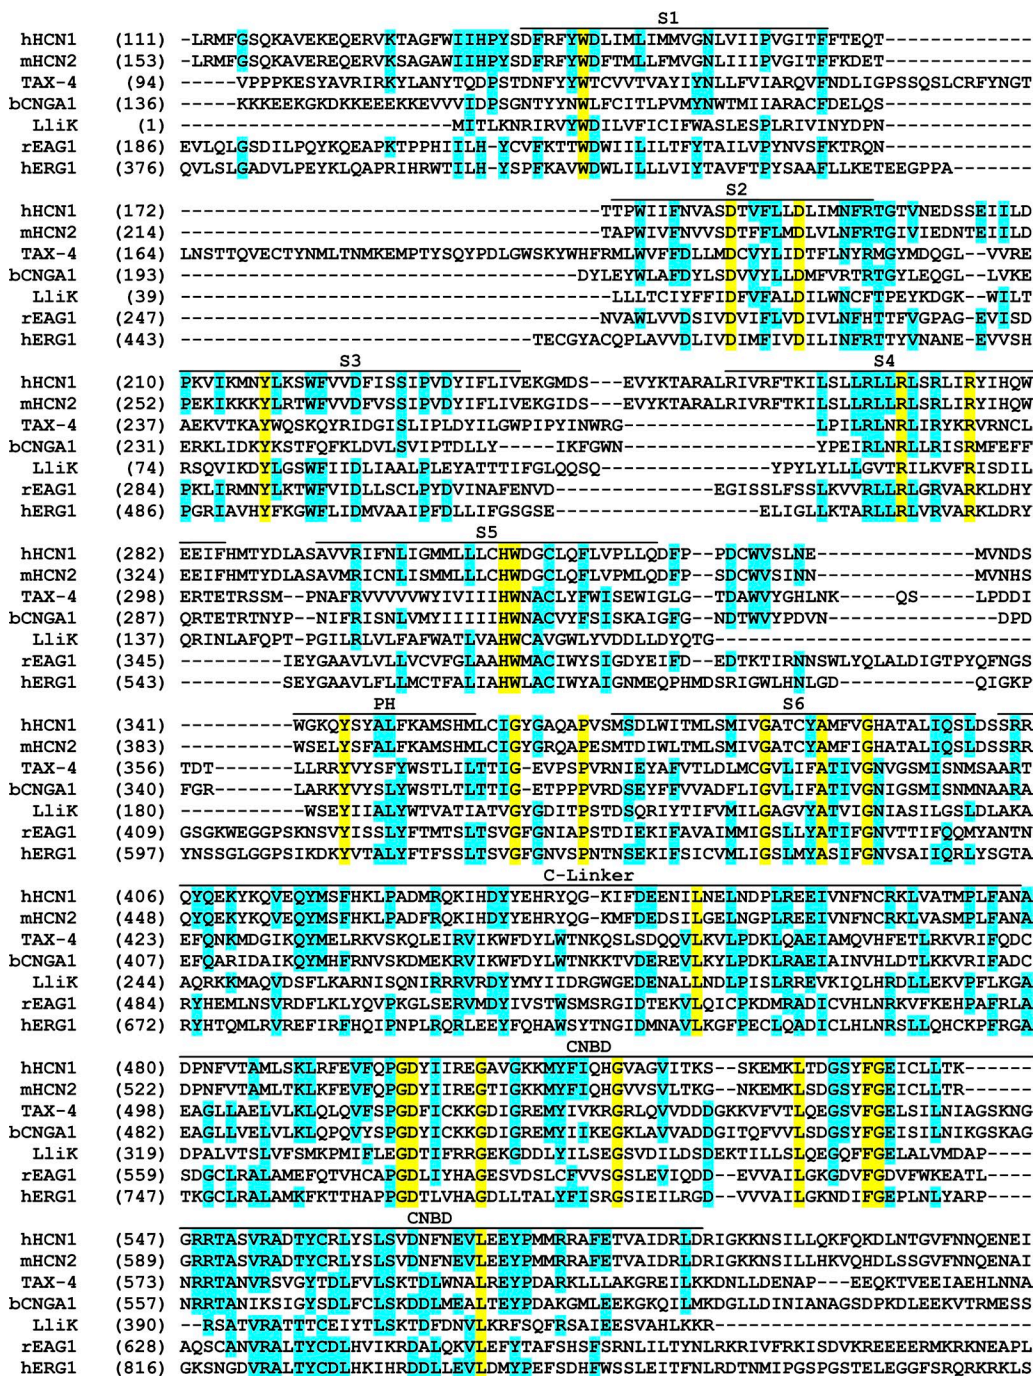 S1
hHCN1 (111) -LRMFGSQKAVEKEQERVKTAGFWIIHPYSDFRFYWDLIMLIMMVGNLVIIPVGITFFTEQT-------------
mHCN2 (153) -LRMFGSQKAVEREQERVKSAGAWIIHPYSDFRFYWDFTMLLFMVGNLIIIPVGITFFKDET-------------
TAX-4 (94) -----VPPPKESYAVRIRKYLANYTQDPSTDNFYYWTCVVTVAYIYNLLFVIARQVFNDLIGPSSQSLCRFYNGT
bCNGA1 (136) -----KKKEEKGKDKKEEEKKEVVVIDPSGNTYYNWLFCITLPVMYNWTMIIARACFDELQS-------------
LliK (1) ------------------------MITLKNRIRVYWDILVFICIFWASLESPLRIVINYDPN-------------
rEAG1 (186) EVLQLGSDILPQYKQEAPKTPPHIILH-YCVFKTTWDWIILILTFYTAILVPYNVSFKTRQN-------------
hERG1 (376) QVLSLGADVLPEYKLQAPRIHRWTILH-YSPFKAVWDWLILLLVIYTAVFTPYSAAFLLKETEEGPPA-------
S2
hHCN1 (172) -------------------------------------TTPWIIFNVASDTVFLLDLIMNFRTGTVNEDSSEIILD
mHCN2 (214) -------------------------------------TAPWIVFNVVSDTFFLMDLVLNFRTGIVIEDNTEIILD
TAX-4 (164) LNSTTQVECTYNMLTNMKEMPTYSQYPDLGWSKYWHFRMLWVFFDLLMDCVYLIDTFLNYRMGYMDQGL--VVRE
bCNGA1 (193) -----------------------------------DYLEYWLAFDYLSDVVYLLDMFVRTRTGYLEQGL--LVKE
LliK (39) --------------------------------------LLLTCIYFFIDFVFALDILWNCFTPEYKDGK--WILT
rEAG1 (247) -------------------------------------NVAWLVVDSIVDVIFLVDIVLNFHTTFVGPAG-EVISD
hERG1 (443) -------------------------------TECGYACQPLAVVDLIVDIMFIVDILINFRTTYVNANE-EVVSH
S3 S4
hHCN1 (210) PKVIKMNYLKSWFVVDFISSIPVDYIFLIVEKGMDS---EVYKTARALRIVRFTKILSLLRLLRLSRLIRYIHQW
mHCN2 (252) PEKIKKKYLRTWFVVDFVSSIPVDYIFLIVEKGIDS---EVYKTARALRIVRFTKILSLLRLLRLSRLIRYIHQW
TAX-4 (237) AEKVTKAYWQSKQYRIDGISLIPLDYILGWPIPYINWRG------------------LPILRLNRLIRYKRVRNCL
bCNGA1 (231) ERKLIDKYKSTFQFKLDVLSVIPTDLLY-----IKFGWN------------------YPEIRLNRLLRISRMFEFF
LliK (74) RSQVIKDYLGSWFIIDLIAALPLEYATTTIFGLQQSQ--------------------YPYLYLLLGVTRILKVFRISDIL
rEAG1 (284) PKLIRMNYLKTWFVIDLLSCLPYDVINAFENVD--------------EGISSLFSSLKVVRLLRLGRVARKLDHY
hERG1 (486) PGRIAVHYFKGWFLIDMVAAIPFDLLIFGSGSE----------------ELIGLLKTARLLRLVRVARKLDRY
S5
hHCN1 (282) EEIFHMTYDLASAVVRIFNLIGMMLLLCHWDGCLQFLVPLLQDFP--PDCWVSLNE---------------MVNDS
mHCN2 (324) EEIFHMTYDLASAVMRICNLISMMLLLCHWDGCLQFLVPMLQDFP--SDCWVSINN---------------MVNHS
TAX-4 (298) ERTETRSSM--PNAFRVVVVVWYIVIIIHWNACLYFWISEWIGLG--TDAWVYGHLNK-----QS-----LPDDI
bCNGA1 (287) QRTETRTNYP--NIFRISNLVMYIIIIIHWNACVYFSISKAIGFG--NDTWVYPDVN--------------DPD
LliK (137) QRINLAFQPT--PGILRLVLFAFWATLVAHWCAVGWLYVDDLLDYQTG---------------------------
rEAG1 (345) ---------IEYGAAVLVLLVCVFGLAAHWMACIWYSIGDYEIFD--EDTKTIRNNSWLYQLALDIGTPYQFNGS
hERG1 (543) ---------SEYGAAVLFLLMCTFALIAHWLACIWYAIGNMEQPHMDSRIGWLHNLGD-----------QIGKP
PH S6
hHCN1 (341) ----------WGKQYSYALFKAMSHMLCIGYGAQAPVSMSDLWITMLSMIVGATCYAMFVGHATALIQSLDSSRR
mHCN2 (383) ----------WSELYSFALFKAMSHMLCIGYGRQAPESMTDIWLTMLSMIVGATCYAMFIGHATALIQSLDSSRR
TAX-4 (356) TDT-------LLRRYVYSFYWSTLILTTIG-EVPSPVRNIEYAFVTLDLMCGVLIFATIVGNVGSMISNMSAART
bCNGA1 (340) FGR-------LARKYVYSLYWSTLTLTTIG-ETPPPVRDSEYFFVVADFLIGVLIFATIVGNIGSMISNMNAARA
LliK (180) ----------WSEYIIALYWTVATIATVGYGDITPSTDSQRIYTIFVMILGAGVYATVIGNIASILGSLDLAKA
rEAG1 (409) GSGKWEGGPSKNSVYISSLYFTMTSLTSVGFGNIAPSTDIEKIFAVAIMMIGSLLYATIFGNVTTIFQQMYANTN
hERG1 (597) YNSSGLGGPSIKDKYVTALYFTFSSLTSVGFGNVSPNTNSEKIFSICVMLIGSLMYASIFGNVSAIIQRLYSGTA
C-Linker
hHCN1 (406) QYQEKYKQVEQYMSFHKLPADMRQKIHDYYEHRYQG-KIFDEENILNELNDPLREEIVNFNCRKLVATMPLFANA
mHCN2 (448) QYQEKYKQVEQYMSFHKLPADFRQKIHDYYEHRYQG-KMFDEDSILGELNGPLREEIVNFNCRKLVASMPLFANA
TAX-4 (423) EFQNKMDGIKQYMELRKVSKQLEIRVIKWFDYLWTNKQSLSDQQVLKVLPDKLQAEIAMQVHFETLRKVRIFQDC
bCNGA1 (407) EFQARIDAIKQYMHFRNVSKDMEKRVIKWFDYLWTNKKTVDEREVLKYLPDKLRAEIAINVHLDTLKKVRIFADC
LliK (244) AQRKKMAQVDSFLKARNISQNIRRRVRDYYMYIIDRGWGEDENALLNDLPISLRREVKIQLHRDLLEKVPFLKGA
rEAG1 (484) RYHEMLNSVRDFLKLYQVPKGLSERVMDYIVSTWSMSRGIDTEKVLQICPKDMRADICVHLNRKVFKEHPAFRLA
hERG1 (672) RYHTQMLRVREFIRFHQIPNPLRQRLEEYFQHAWSYTNGIDMNAVLKGFPECLQADICLHLNRSLLQHCKPFRGA
CNBD
hHCN1 (480) DPNFVTAMLSKLRFEVFQPGDYIIREGAVGKKMYFIQHGVAGVITKS--SKEMKLTDGSYFGEICLLTK------
mHCN2 (522) DPNFVTAMLTKLKFEVFQPGDYIIREGTIGKKMYFIQHGVVSVLTKG--NKEMKLSDGSYFGEICLLTR------
TAX-4 (498) EAGLLAELVLKLQLQVFSPGDFICKKGDIGREMYIVKRGRLQVVDDDGKKVFVTLQEGSVFGELSILNIAGSKNG
bCNGA1 (482) EAGLLVELVLKLQPQVYSPGDYICKKGDIGREMYIIKEGKLAVVADDGITQFVVLSDGSYFGEISILNIKGSKAG
LliK (319) DPALVTSLVFSMKPMIFLEGDTIFRRGEKGDDLYILSEGSVDVILDSDEKTILSLQEGQFFGELALVMDAP----
rEAG1 (559) SDGCLRALAMEFQTVHCAPGDLIYHAGESVDSLCFVVSGSLEVIQDD--EVVAILGKGDVFGDVFWKEATL----
hERG1 (747) TKGCLRALAMKFKTTHAPPGDTLVHAGDLLTALYFISRGSIEILRGD--VVVAILGKNDIFGEPLNLYARP----
CNBD
hHCN1 (547) GRRTASVRADTYCRLYSLSVDNFNEVLEEYPMMRRAFETVAIDRLDRIGKKNSILLQKFQKDLNTGVFNNQENEI
mHCN2 (589) GRRTASVRADTYCRLYSLSVDNFNEVLEEYPMMRRAFETVAIDRLDRIGKKNSILLHKVQHDLSSGVFNNQENAI
TAX-4 (573) NRRTANVRSVGYTDLFVLSKTDLWNALREYPDARKLLLAKGREILKKDNLLDENAP---EEQKTVEEIAEHLNNA
bCNGA1 (557) NRRTANIKSIGYSDLFCLSKDDLMEALTEYPDAKGMLEEKGKQILMKDGLLDINIANAGSDPKDLEEKVTRMESS
LliK (390) --RSATVRATTTCEIYTLSKTDFDNVLKRFSQFRSAIEESVAHLKKR----------------------------
rEAG1 (628) AQSCANVRALTYCDLHVIKRDALQKVLEFYTAFSHSFSRNLILTYNLRKRIVFRKISDVKREEEERMKRKNEAPL
hERG1 (816) GKSNGDVRALTYCDLHKIHRDDLLEVLDMYPEFSDHFWSSLEITFNLRDTNMIPGSPGSTELEGGFSRQRKRKLS